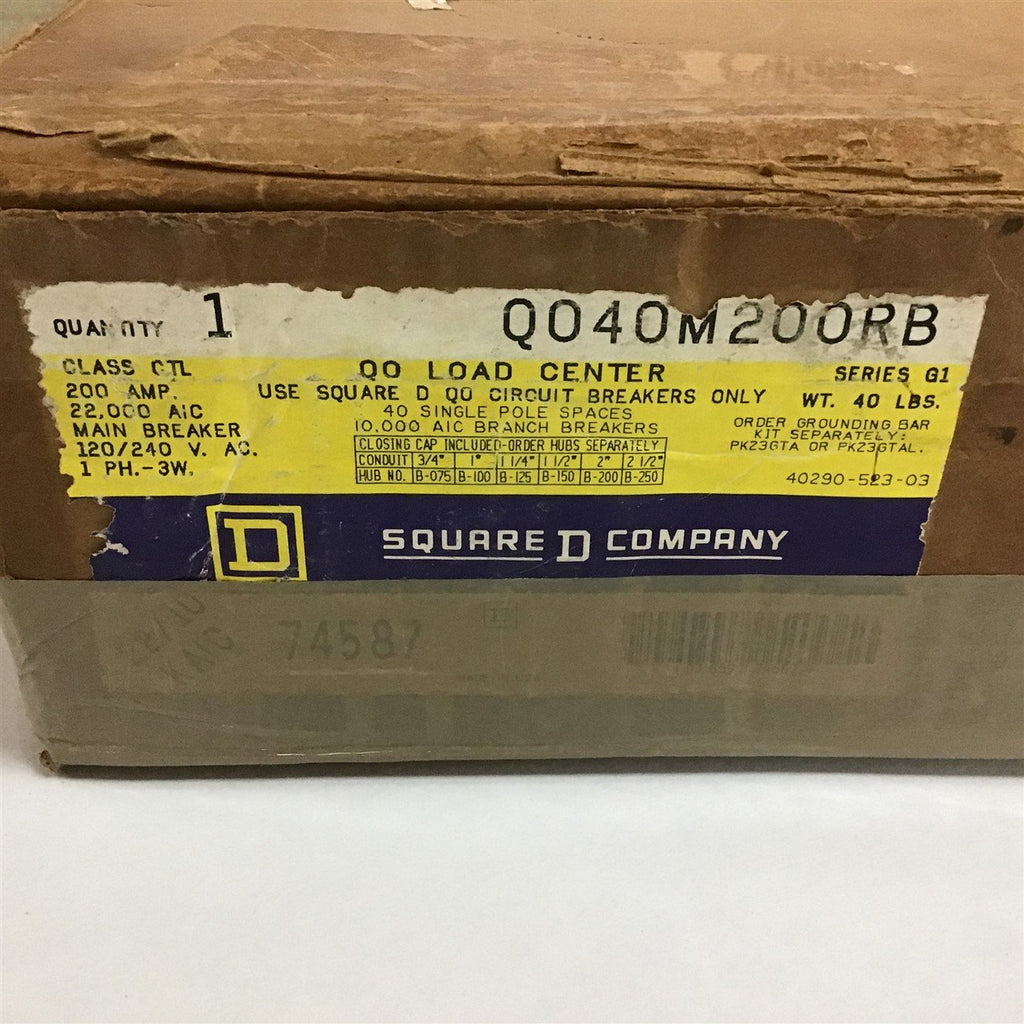 QUANTITY 1 QO40M200RB
CLASS CTL QO LOAD CENTER SERIES G1
200 AMP. USE SQUARE D QO CIRCUIT BREAKERS ONLY WT. 40 LBS.
22,000 AIC 40 SINGLE POLE SPACES ORDER GROUNDING BAR
MAIN BREAKER 10,000 AIC BRANCH BREAKERS KIT SEPARATELY:
120/240 V. AC. CLOSING CAP INCLUDED-ORDER HUBS SEPARATELY PK23GTA OR PK23GTAL.
1 PH.-3W. CONDUIT 3/4" 1" 1 1/4" 1 1/2" 2" 2 1/2"
HUB NO. B-075 B-100 B-125 B-150 B-200 B-250 40290-523-03
D SQUARE D COMPANY
13
74587
MADE IN USA